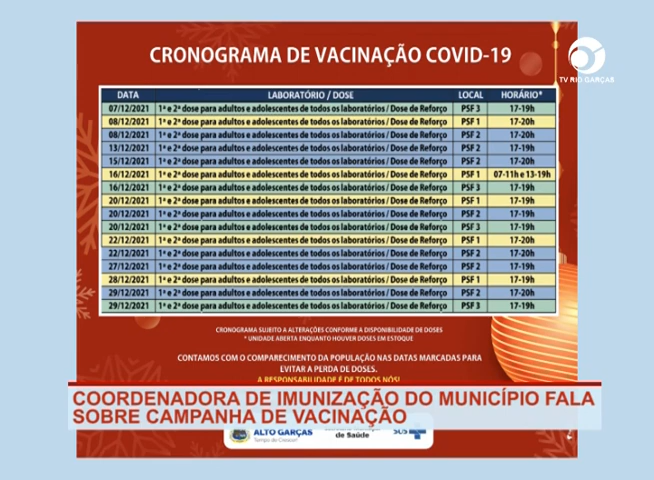 CRONOGRAMA DE VACINAÇÃO COVID-19
TV RIO GARÇAS
DATA LABORATÓRIO / DOSE LOCAL HORÁRIO*
07/12/2021 1ª e 2ª dose para adultos e adolescentes de todos os laboratórios / Dose de Reforço PSF 3 17-19h
08/12/2021 1ª e 2ª dose para adultos e adolescentes de todos os laboratórios / Dose de Reforço PSF 1 17-20h
08/12/2021 1ª e 2ª dose para adultos e adolescentes de todos os laboratórios / Dose de Reforço PSF 2 17-20h
13/12/2021 1ª e 2ª dose para adultos e adolescentes de todos os laboratórios / Dose de Reforço PSF 2 17-19h
15/12/2021 1ª e 2ª dose para adultos e adolescentes de todos os laboratórios / Dose de Reforço PSF 2 17-20h
16/12/2021 1ª e 2ª dose para adultos e adolescentes de todos os laboratórios / Dose de Reforço PSF 1 07-11h e 13-19h
16/12/2021 1ª e 2ª dose para adultos e adolescentes de todos os laboratórios / Dose de Reforço PSF 3 17-19h
20/12/2021 1ª e 2ª dose para adultos e adolescentes de todos os laboratórios / Dose de Reforço PSF 1 17-19h
20/12/2021 1ª e 2ª dose para adultos e adolescentes de todos os laboratórios / Dose de Reforço PSF 2 17-19h
20/12/2021 1ª e 2ª dose para adultos e adolescentes de todos os laboratórios / Dose de Reforço PSF 3 17-19h
22/12/2021 1ª e 2ª dose para adultos e adolescentes de todos os laboratórios / Dose de Reforço PSF 1 17-20h
22/12/2021 1ª e 2ª dose para adultos e adolescentes de todos os laboratórios / Dose de Reforço PSF 2 17-20h
27/12/2021 1ª e 2ª dose para adultos e adolescentes de todos os laboratórios / Dose de Reforço PSF 2 17-19h
28/12/2021 1ª e 2ª dose para adultos e adolescentes de todos os laboratórios / Dose de Reforço PSF 1 17-19h
29/12/2021 1ª e 2ª dose para adultos e adolescentes de todos os laboratórios / Dose de Reforço PSF 2 17-20h
29/12/2021 1ª e 2ª dose para adultos e adolescentes de todos os laboratórios / Dose de Reforço PSF 3 17-19h
CRONOGRAMA SUJEITO A ALTERAÇÕES CONFORME A DISPONIBILIDADE DE DOSES
* UNIDADE ABERTA ENQUANTO HOUVER DOSES EM ESTOQUE
CONTAMOS COM O COMPARECIMENTO DA POPULAÇÃO NAS DATAS MARCADAS PARA
EVITAR A PERDA DE DOSES.
A RESPONSABILIDADE É DE TODOS NÓS!
COORDENADORA DE IMUNIZAÇÃO DO MUNICÍPIO FALA
SOBRE CAMPANHA DE VACINAÇÃO
ALTO GARÇAS
Tempo de Crescer!
de Saúde
SUS